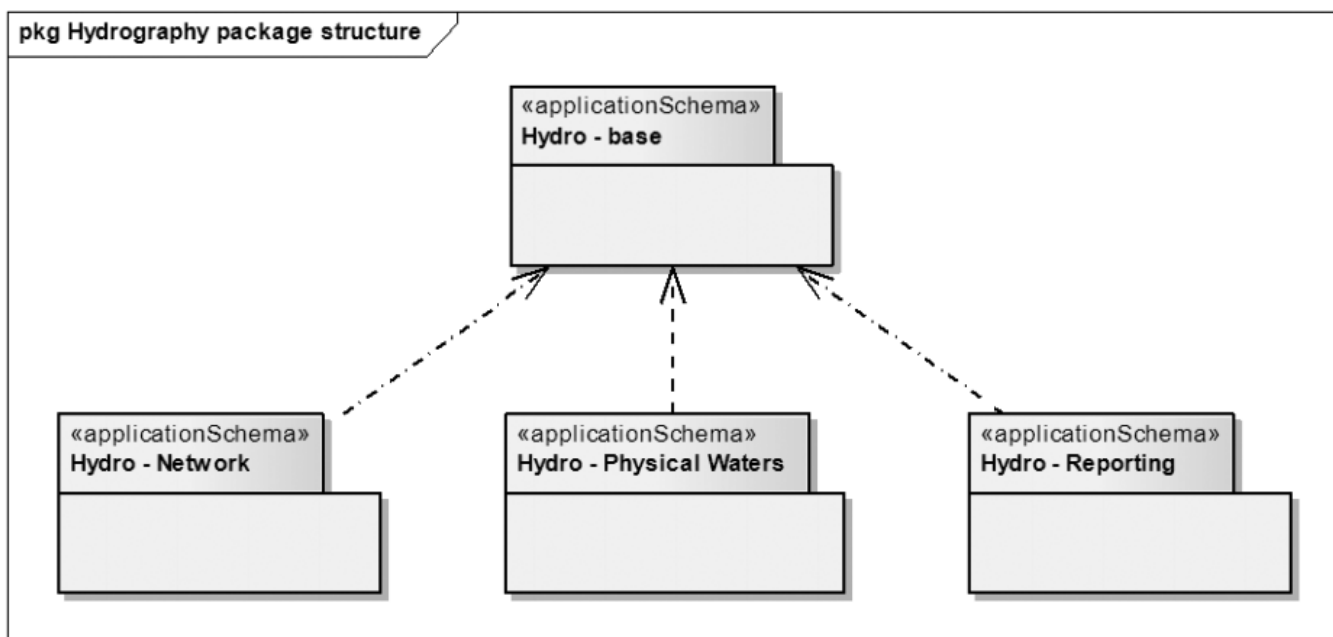 pkg Hydrography package structure
«applicationSchema»
Hydro - base
«applicationSchema»
Hydro - Network
«applicationSchema»
Hydro - Physical Waters
«applicationSchema»
Hydro - Reporting